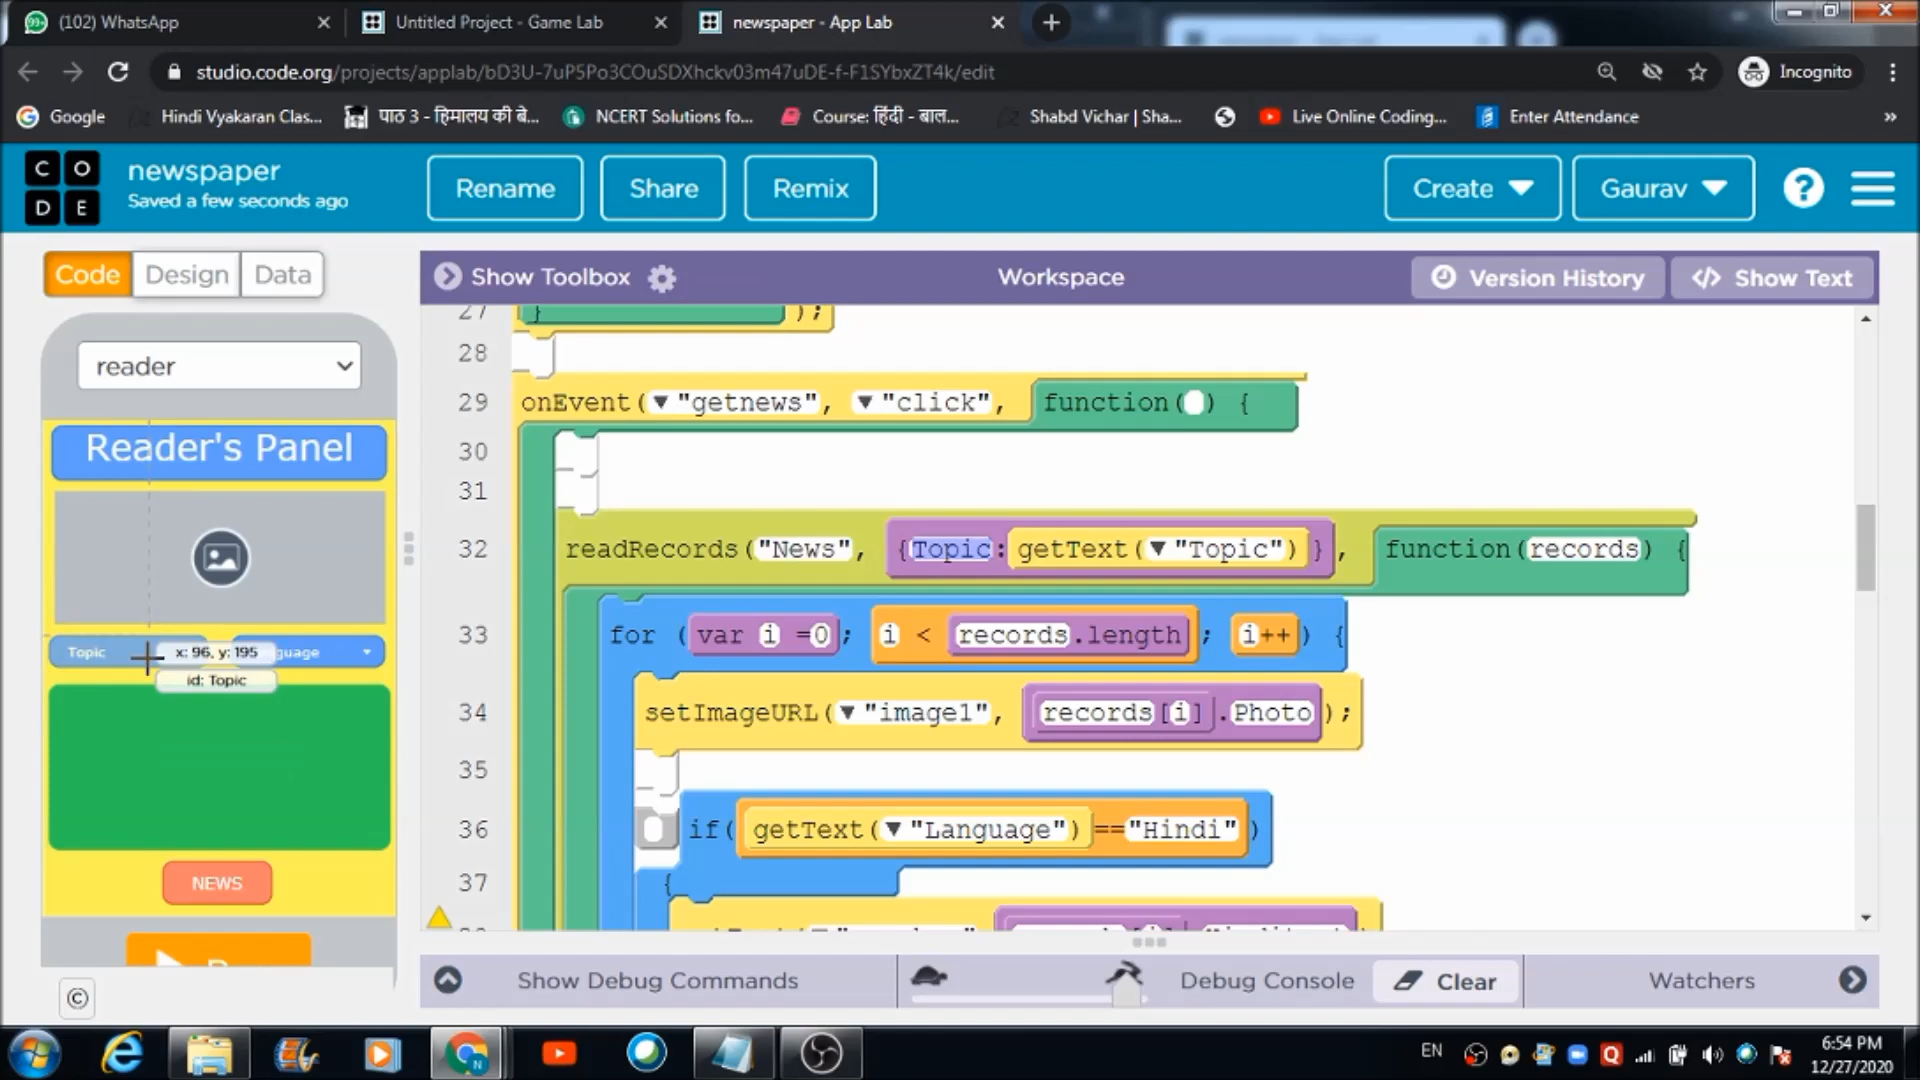 99+ (102) WhatsApp
Untitled Project - Game Lab
newspaper - App Lab
studio.code.org/projects/applab/bD3U-7uP5Po3COuSDXhckv03m47uDE-f-F1SYbxZT4k/edit
Incognito
Google
Hindi Vyakaran Clas...
पाठ 3 - हिमालय की बे...
NCERT Solutions fo...
Course: हिंदी - बाल...
Shabd Vichar | Sha...
Live Online Coding...
Enter Attendance
»
C O D E
newspaper
Saved a few seconds ago
Rename
Share
Remix
Create
Gaurav
?
Code
Design
Data
Show Toolbox
Workspace
Version History
</> Show Text
reader
Reader's Panel
Topic
x: 96, y: 195
guage
id: Topic
NEWS
©
27 } );
28
29 onEvent( "getnews", "click", function( ) {
30
31
32 readRecords("News", {Topic:getText( "Topic") }, function(records) {
33 for (var i =0; i < records.length; i++) {
34 setImageURL( "image1", records[i].Photo);
35
36 if( getText( "Language") =="Hindi" )
37 {
Show Debug Commands
Debug Console
Clear
Watchers
EN
6:54 PM
12/27/2020